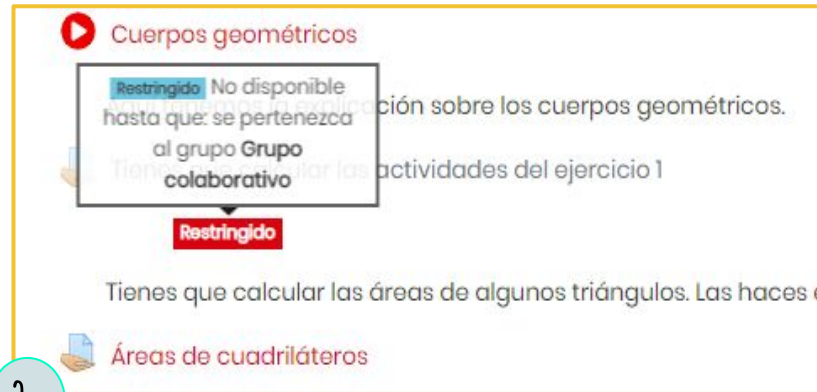 Cuerpos geométricos
Restringido No disponible
hasta que: se pertenezca
al grupo Grupo
colaborativo
ción sobre los cuerpos geométricos.
actividades del ejercicio 1
Restringido
Tienes que calcular las áreas de algunos triángulos. Las haces
Áreas de cuadriláteros